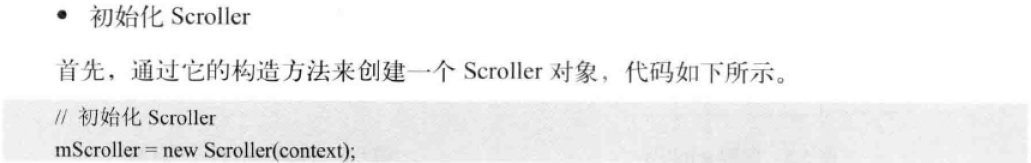 • 初始化 Scroller
首先，通过它的构造方法来创建一个 Scroller 对象，代码如下所示。
// 初始化 Scroller
mScroller = new Scroller(context);